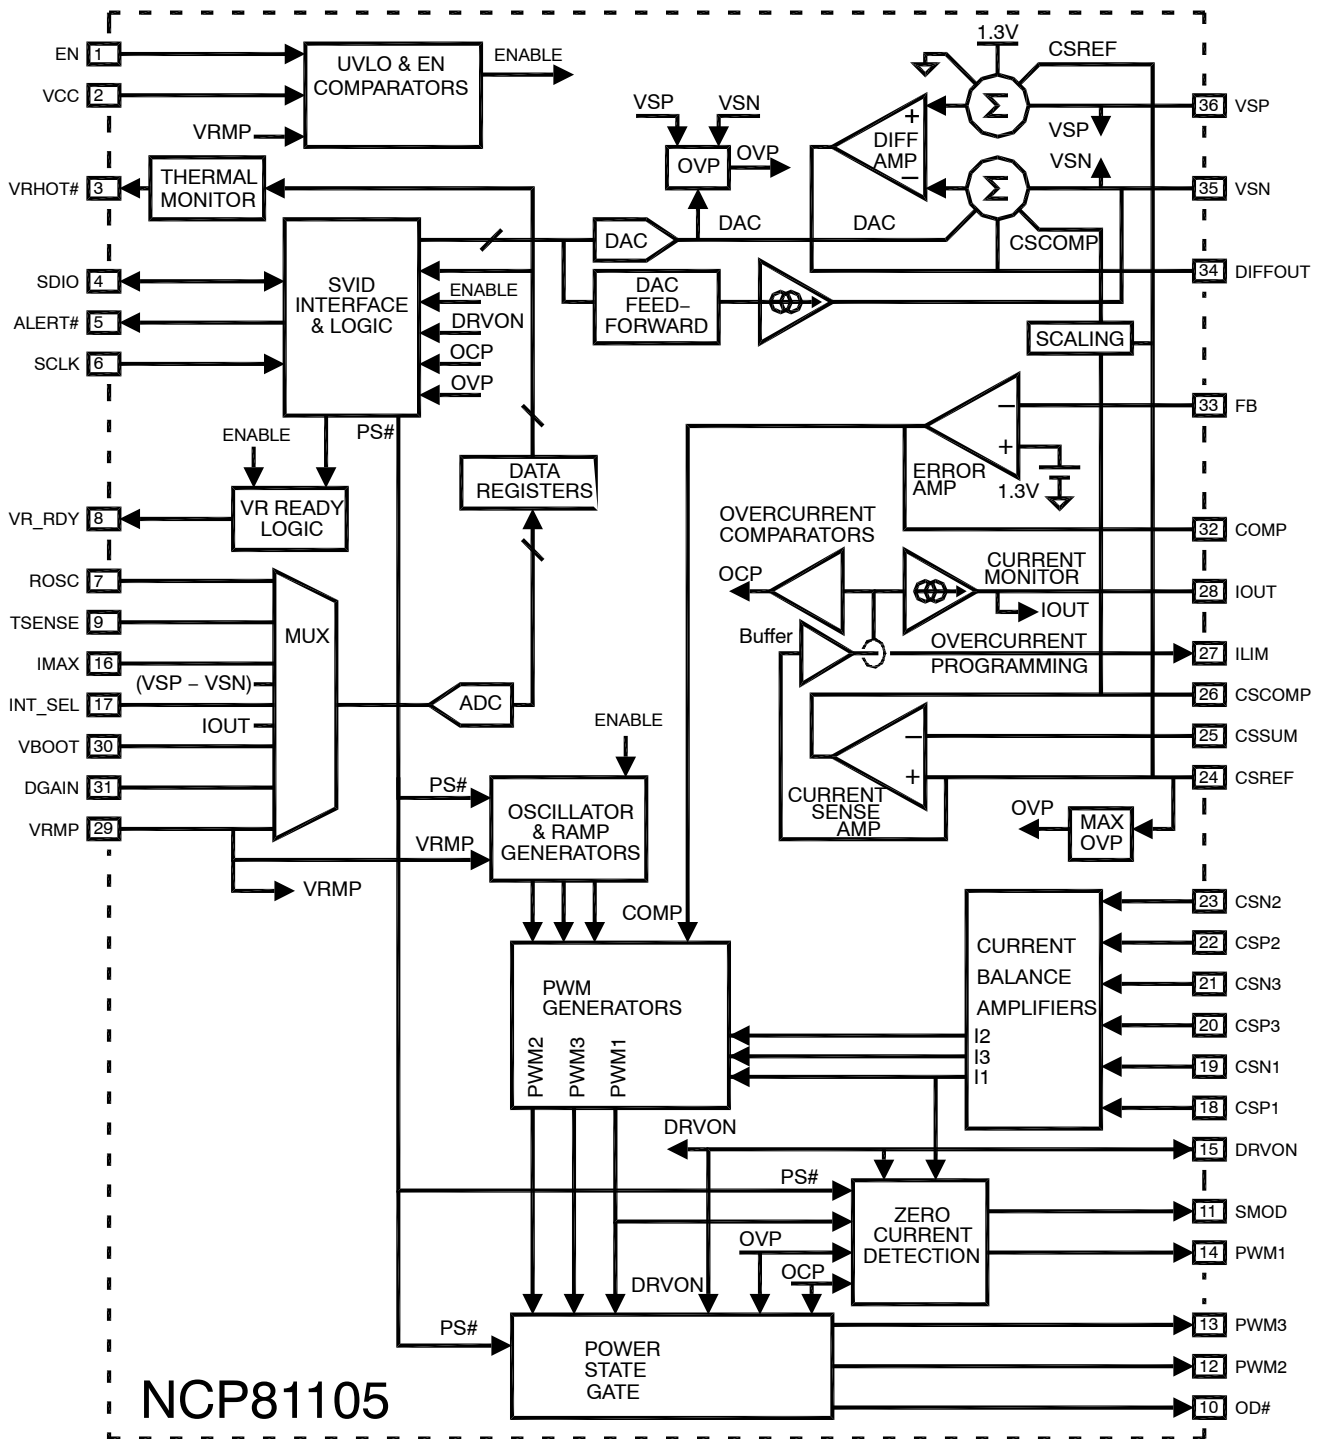 EN 1
VCC 2
VRMP
UVLO & EN
COMPARATORS
ENABLE
VRHOT# 3
THERMAL
MONITOR
SDIO 4
ALERT# 5
SCLK 6
SVID
INTERFACE
& LOGIC
ENABLE
DRVON
OCP
OVP
PS#
ENABLE
VR_RDY 8
VR READY
LOGIC
DATA
REGISTERS
ROSC 7
TSENSE 9
IMAX 16
(VSP – VSN)
INT_SEL 17
IOUT
VBOOT 30
DGAIN 31
VRMP 29
VRMP
MUX
ADC
VSP
VSN
OVP
OVP
DAC
DAC
DAC
DAC
FEED–
FORWARD
1.3V
CSREF
Σ
+
DIFF
AMP
–
VSP
VSN
Σ
CSCOMP
36 VSP
35 VSN
34 DIFFOUT
SCALING
–
+
ERROR
AMP
1.3V
33 FB
32 COMP
OVERCURRENT
COMPARATORS
OCP
CURRENT
MONITOR
IOUT
28 IOUT
Buffer
OVERCURRENT
PROGRAMMING
27 ILIM
26 CSCOMP
–
+
25 CSSUM
24 CSREF
CURRENT
SENSE
AMP
OVP
MAX
OVP
ENABLE
PS#
VRMP
OSCILLATOR
& RAMP
GENERATORS
COMP
PWM
GENERATORS
PWM2
PWM3
PWM1
CURRENT
BALANCE
AMPLIFIERS
I2
I3
I1
23 CSN2
22 CSP2
21 CSN3
20 CSP3
19 CSN1
18 CSP1
DRVON
15 DRVON
PS#
ZERO
CURRENT
DETECTION
OVP
OCP
DRVON
11 SMOD
14 PWM1
PS#
POWER
STATE
GATE
13 PWM3
12 PWM2
10 OD#
NCP81105